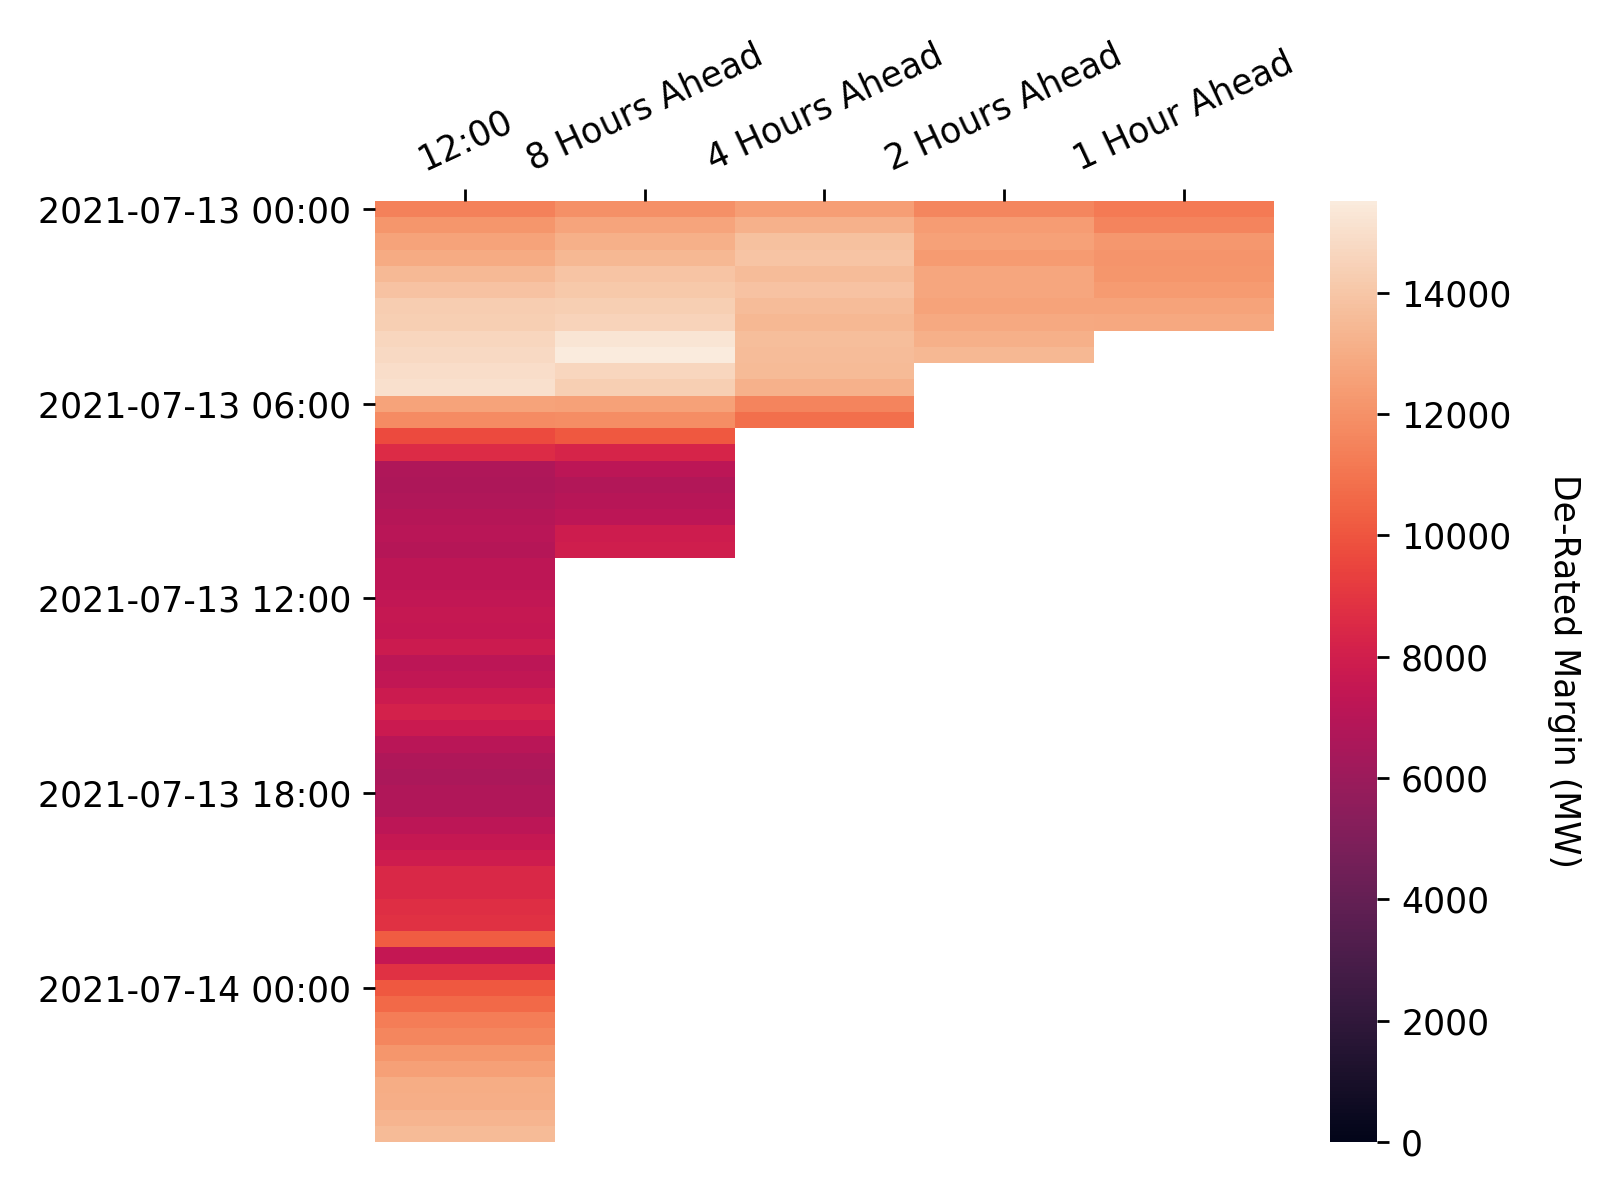 12:00
8 Hours Ahead
4 Hours Ahead
2 Hours Ahead
1 Hour Ahead
2021-07-13 00:00
2021-07-13 06:00
2021-07-13 12:00
2021-07-13 18:00
2021-07-14 00:00
14000
12000
10000
8000
6000
4000
2000
0
De-Rated Margin (MW)